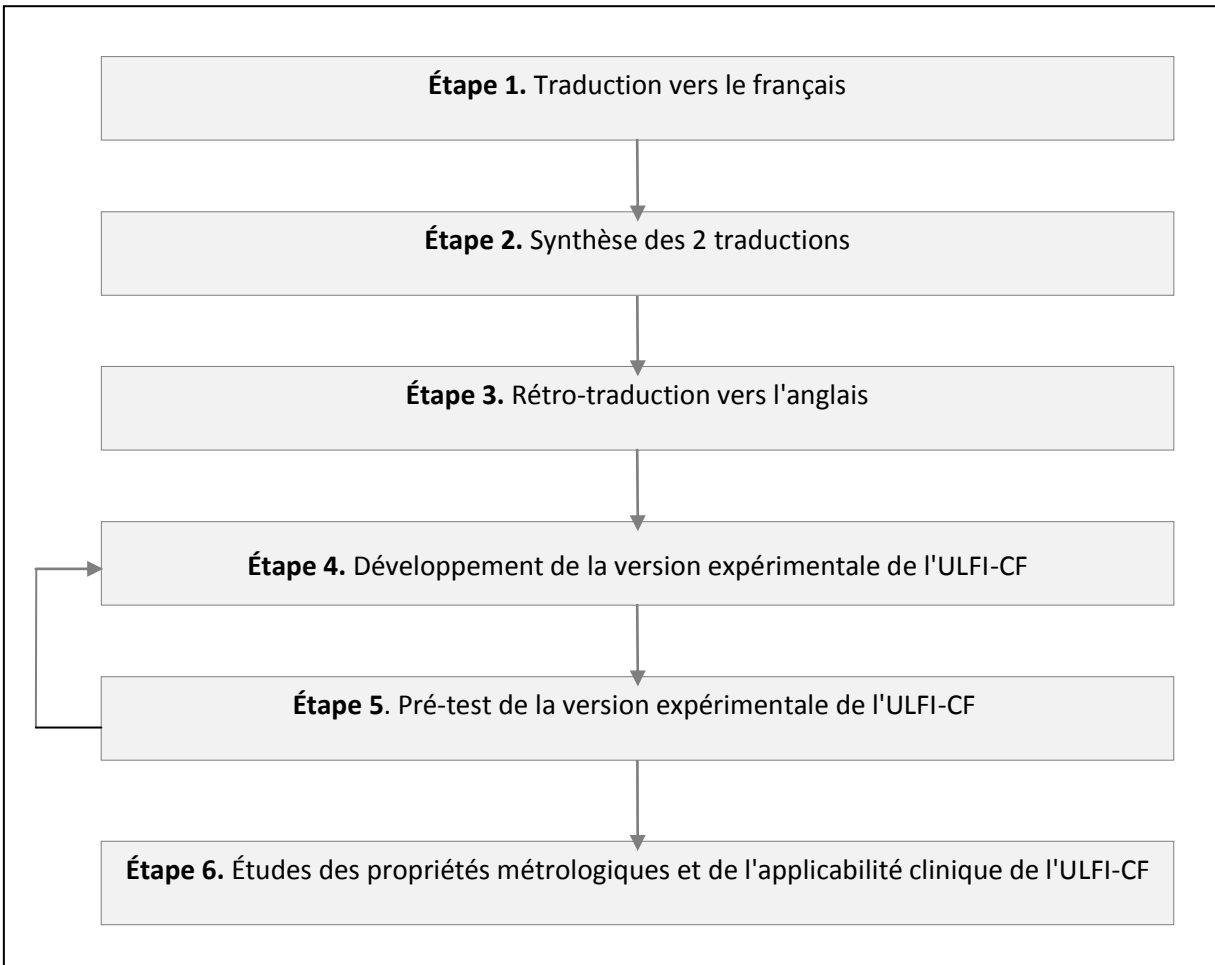 Étape 1. Traduction vers le français
Étape 2. Synthèse des 2 traductions
Étape 3. Rétro-traduction vers l'anglais
Étape 4. Développement de la version expérimentale de l'ULFI-CF
Étape 5. Pré-test de la version expérimentale de l'ULFI-CF
Étape 6. Études des propriétés métrologiques et de l'applicabilité clinique de l'ULFI-CF